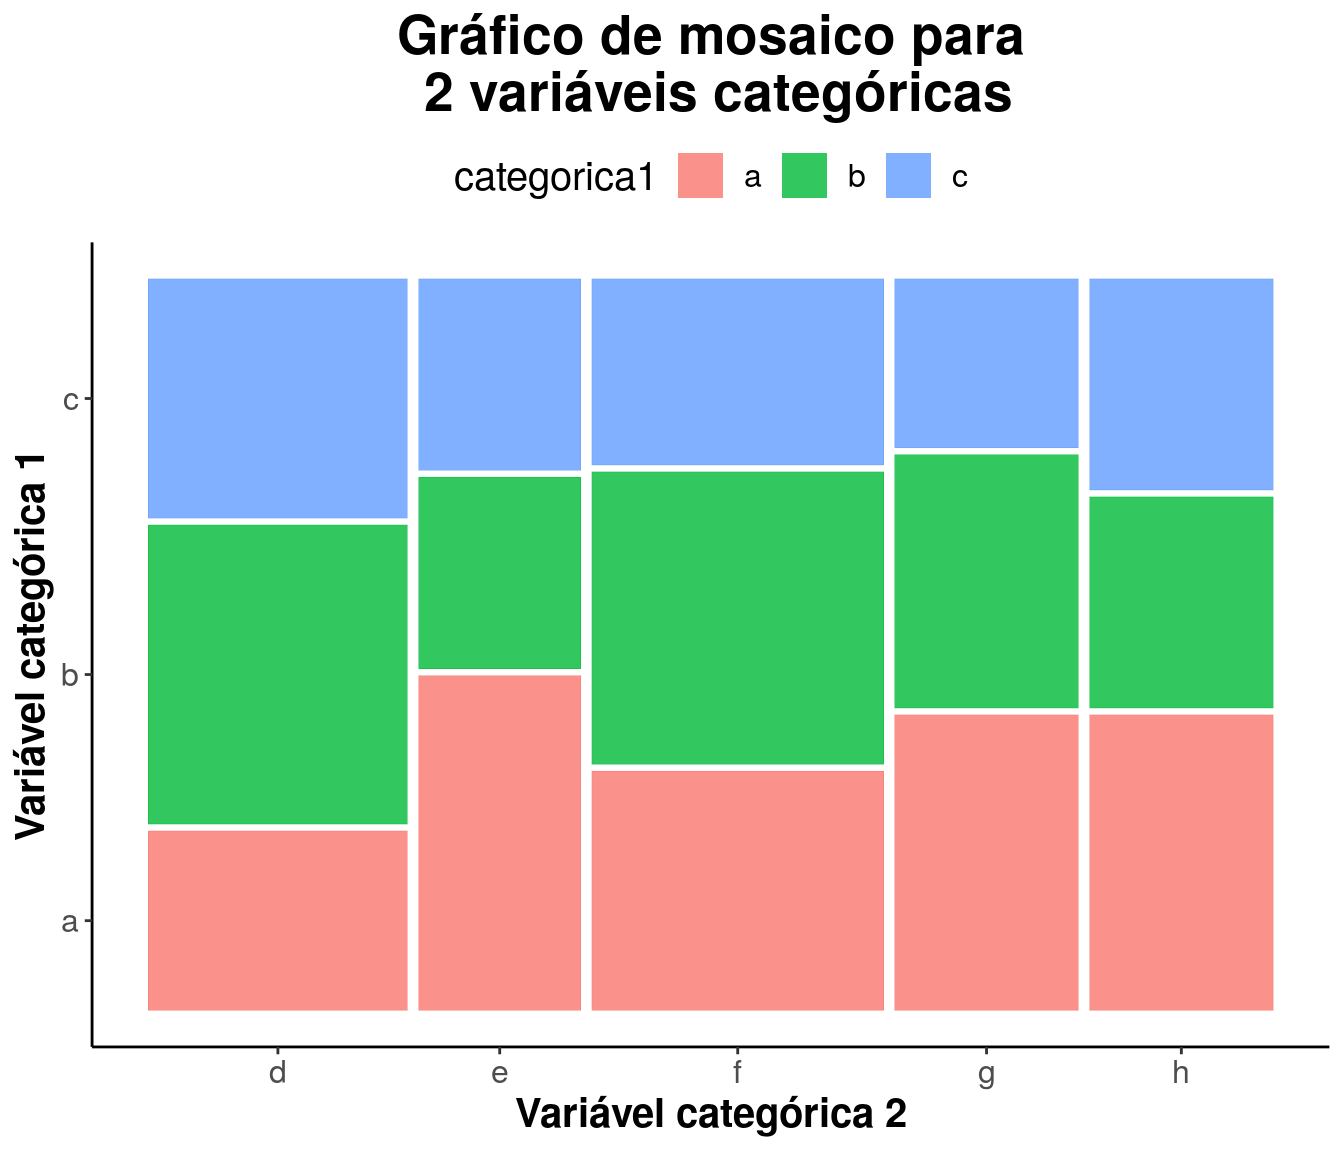 Gráfico de mosaico para
2 variáveis categóricas
categorica1 a b c
Variável categórica 1
c
b
a
d e f g h
Variável categórica 2